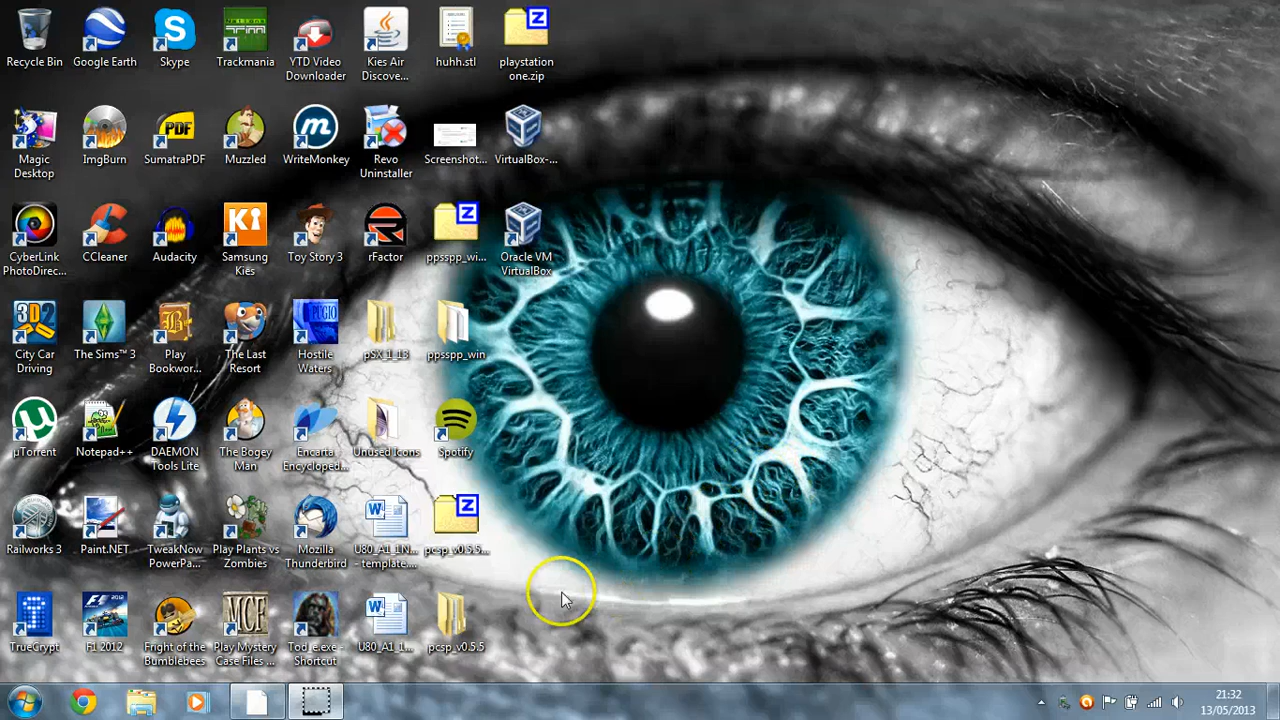 Recycle Bin
Google Earth
Skype
Trackmania
YTD Video
Downloader
Kies Air
Discove...
huhh.stl
playstation
one.zip
Magic
Desktop
ImgBurn
SumatraPDF
Muzzled
WriteMonkey
Revo
Uninstaller
Screenshot...
VirtualBox-...
CyberLink
PhotoDirec...
CCleaner
Audacity
Samsung
Kies
Toy Story 3
rFactor
ppsspp_wi...
Oracle VM
VirtualBox
City Car
Driving
The Sims™ 3
Play
Bookwor...
The Last
Resort
Hostile
Waters
pSX_1_13
ppsspp_win
µTorrent
Notepad++
DAEMON
Tools Lite
The Bogey
Man
Encarta
Encycloped...
Unused Icons
Spotify
Railworks 3
Paint.NET
TweakNow
PowerPa...
Play Plants vs
Zombies
Mozilla
Thunderbird
U80_A1_1N...
- template....
pcsp_v0.5.5...
TrueCrypt
F1 2012
Fright of the
Bumblebees
Play Mystery
Case Files ...
Shortcut
U80_A1_1...
pcsp_v0.5.5
21:32
13/05/2013